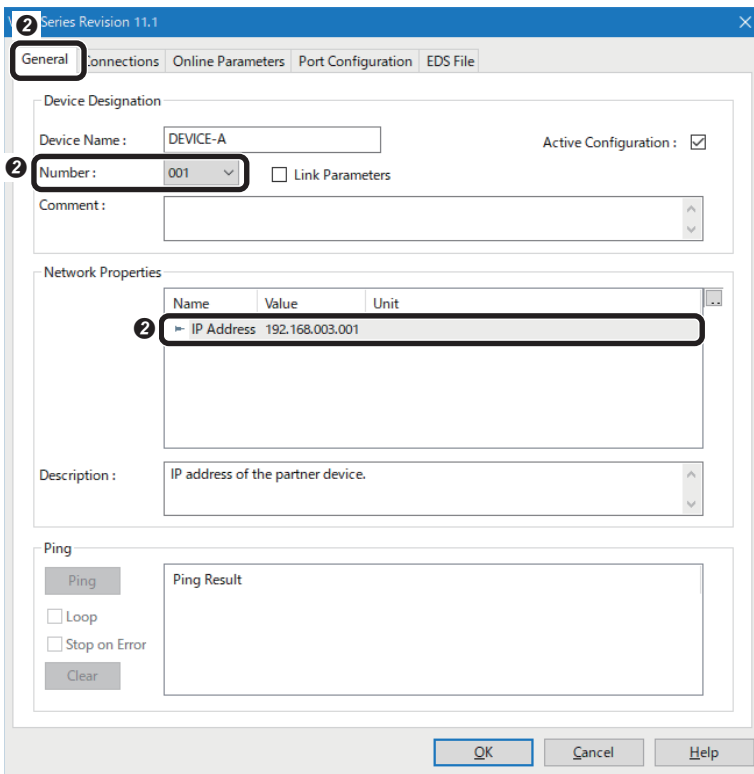 ❷ Series Revision 11.1
General Connections Online Parameters Port Configuration EDS File
Device Designation
Device Name : DEVICE-A Active Configuration :
❷ Number : 001 Link Parameters
Comment :
Network Properties
Name Value Unit
❷ IP Address 192.168.003.001
Description : IP address of the partner device.
Ping
Ping Ping Result
Loop
Stop on Error
Clear
OK Cancel Help